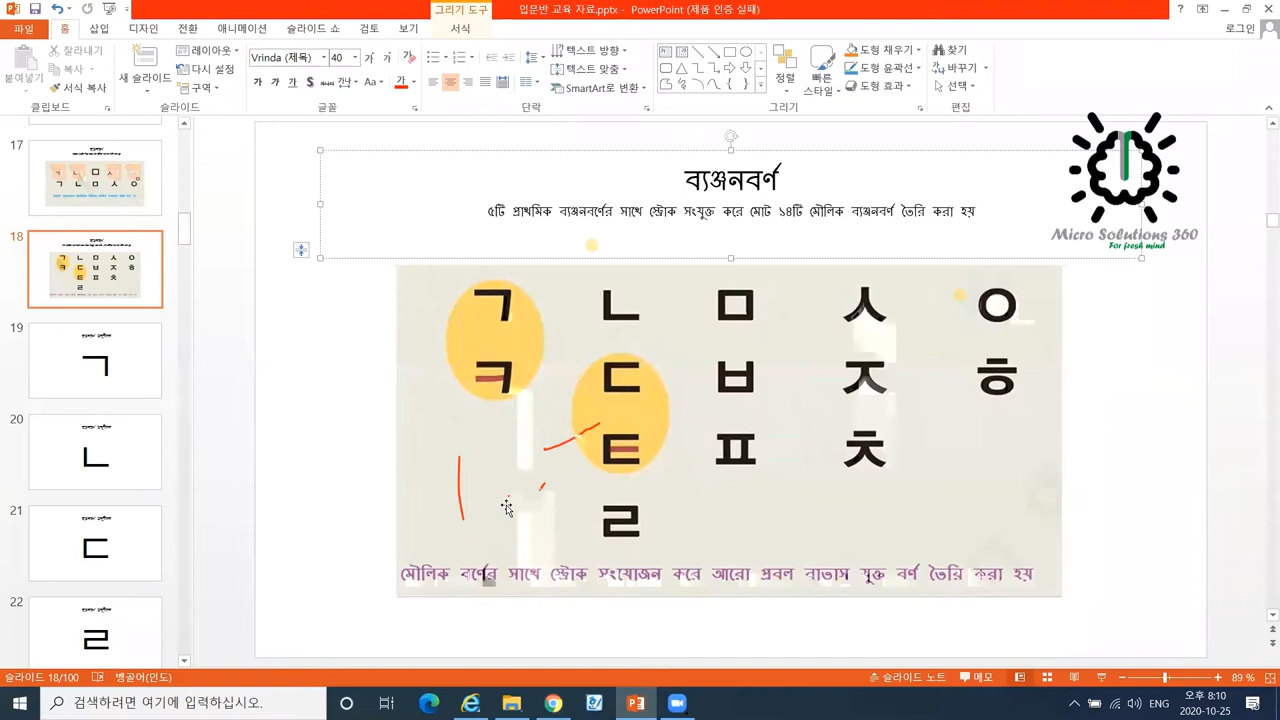 그리기 도구
입문반 교육 자료.pptx - PowerPoint (제품 인증 실패)
파일 홈 삽입 디자인 전환 애니메이션 슬라이드 쇼 검토 보기 서식 로그인
붙여넣기 잘라내기 복사 서식 복사 클립보드
새 슬라이드 레이아웃 다시 설정 구역 슬라이드
Vrinda (제목) 40 가 가 가 가 가 S 가 Aa 가 글꼴
텍스트 방향 텍스트 맞춤 SmartArt로 변환 단락
정렬 빠른 스타일 도형 채우기 도형 윤곽선 도형 효과 그리기
찾기 바꾸기 선택 편집
17
18
19
ㄱ
20
ㄴ
21
ㄷ
22
ㄹ
ব্যঞ্জনবর্ণ
৫টি প্রাথমিক ব্যঞ্জনবর্ণের সাথে স্ট্রোক সংযুক্ত করে মোট ১৪টি মৌলিক ব্যঞ্জনবর্ণ তৈরি করা হয়
Micro Solutions 360
For fresh mind
ㄱ ㄴ ㅁ ㅅ ㅇ
ㅋ ㄷ ㅂ ㅈ ㅎ
ㅌ ㅍ ㅊ
ㄹ
মৌলিক বর্ণের সাথে স্ট্রোক সংযোজন করে আরো প্রবল বাতাস যুক্ত বর্ণ তৈরি করা হয়
슬라이드 18/100 벵골어(인도) 슬라이드 노트 메모 89 %
검색하려면 여기에 입력하십시오. ENG 오후 8:10
2020-10-25